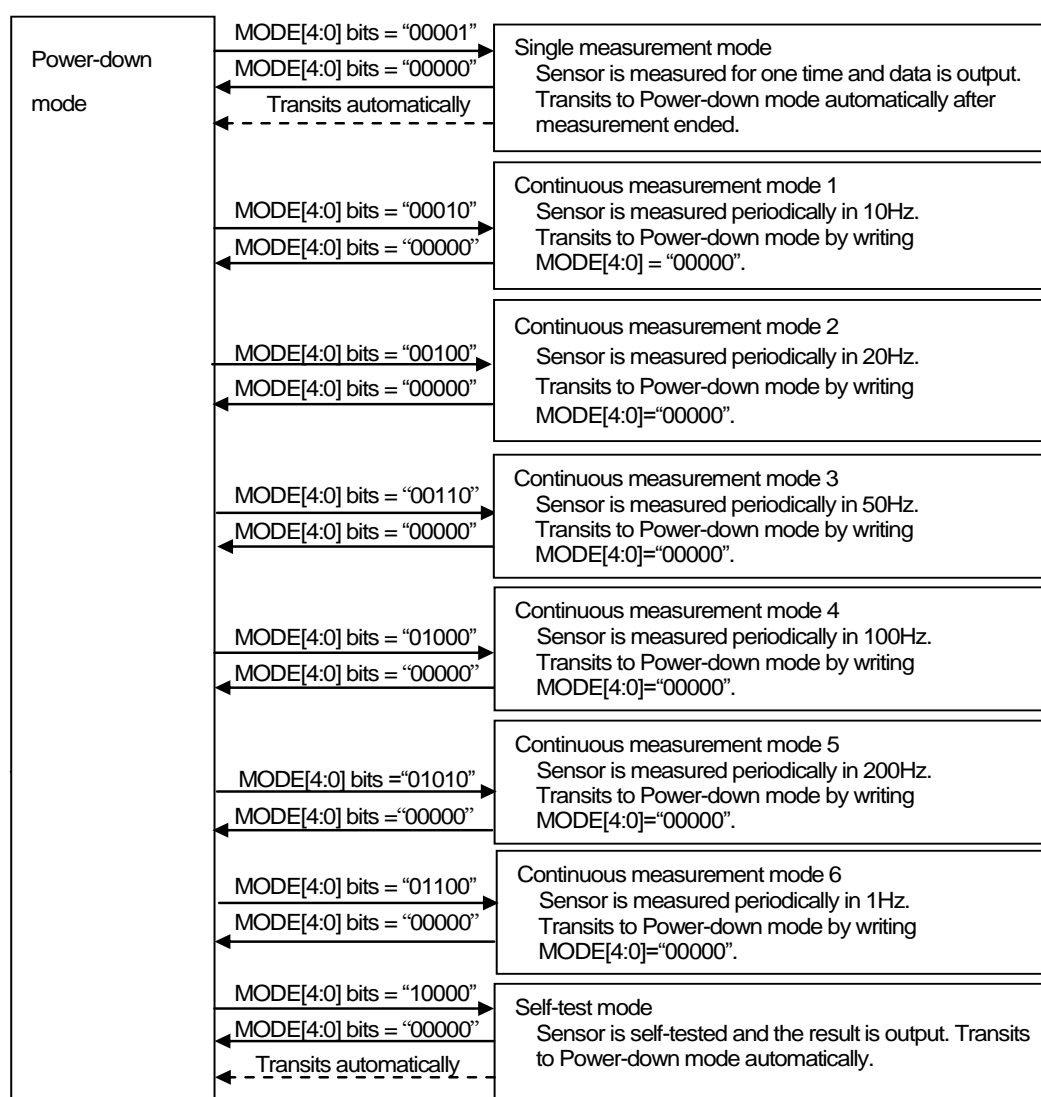 Power-down
mode
MODE[4:0] bits = “00001”
MODE[4:0] bits = “00000”
Transits automatically
Single measurement mode
Sensor is measured for one time and data is output.
Transits to Power-down mode automatically after
measurement ended.
MODE[4:0] bits = “00010”
MODE[4:0] bits = “00000”
Continuous measurement mode 1
Sensor is measured periodically in 10Hz.
Transits to Power-down mode by writing
MODE[4:0] = “00000”.
MODE[4:0] bits = “00100”
MODE[4:0] bits = “00000”
Continuous measurement mode 2
Sensor is measured periodically in 20Hz.
Transits to Power-down mode by writing
MODE[4:0]=“00000”.
MODE[4:0] bits = “00110”
MODE[4:0] bits = “00000”
Continuous measurement mode 3
Sensor is measured periodically in 50Hz.
Transits to Power-down mode by writing
MODE[4:0]=“00000”.
MODE[4:0] bits = “01000”
MODE[4:0] bits = “00000”
Continuous measurement mode 4
Sensor is measured periodically in 100Hz.
Transits to Power-down mode by writing
MODE[4:0]=“00000”.
MODE[4:0] bits =“01010”
MODE[4:0] bits =“00000”
Continuous measurement mode 5
Sensor is measured periodically in 200Hz.
Transits to Power-down mode by writing
MODE[4:0]=“00000”.
MODE[4:0] bits = “01100”
MODE[4:0] bits = “00000”
Continuous measurement mode 6
Sensor is measured periodically in 1Hz.
Transits to Power-down mode by writing
MODE[4:0]=“00000”.
MODE[4:0] bits = “10000”
MODE[4:0] bits = “00000”
Transits automatically
Self-test mode
Sensor is self-tested and the result is output. Transits
to Power-down mode automatically.